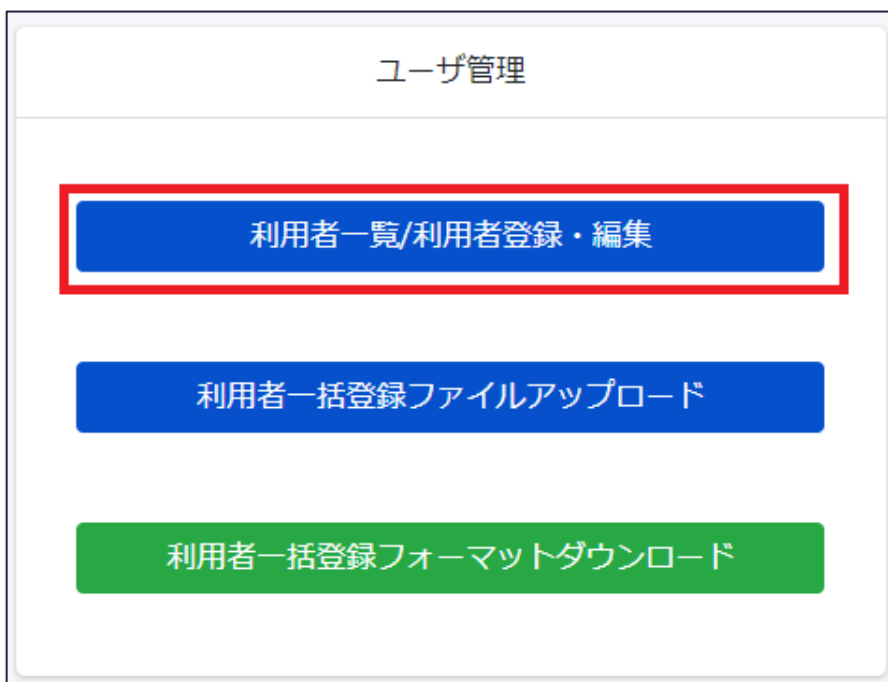 ユーザ管理
利用者一覧/利用者登録・編集
利用者一括登録ファイルアップロード
利用者一括登録フォーマットダウンロード